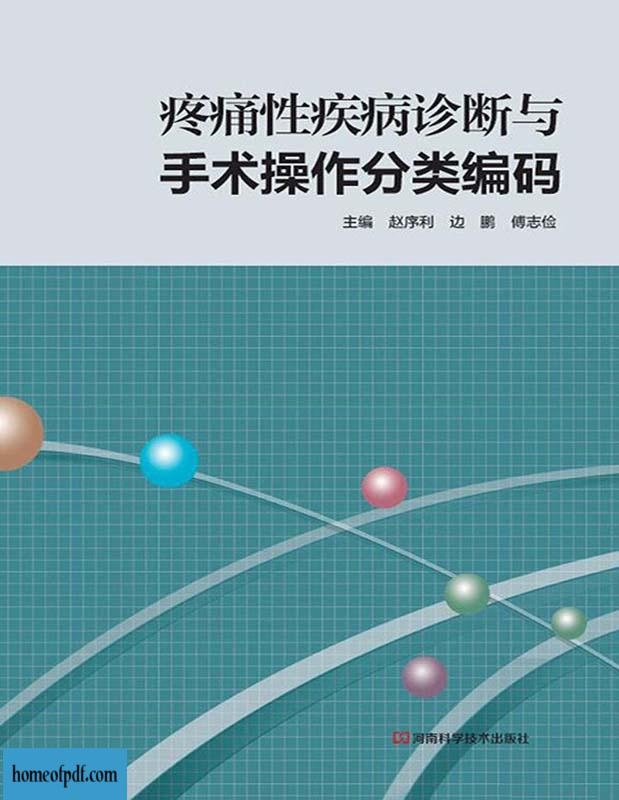 疼痛性疾病诊断与
手术操作分类编码
主编 赵序利 边 鹏 傅志俭
河南科学技术出版社
homeofpdf.com